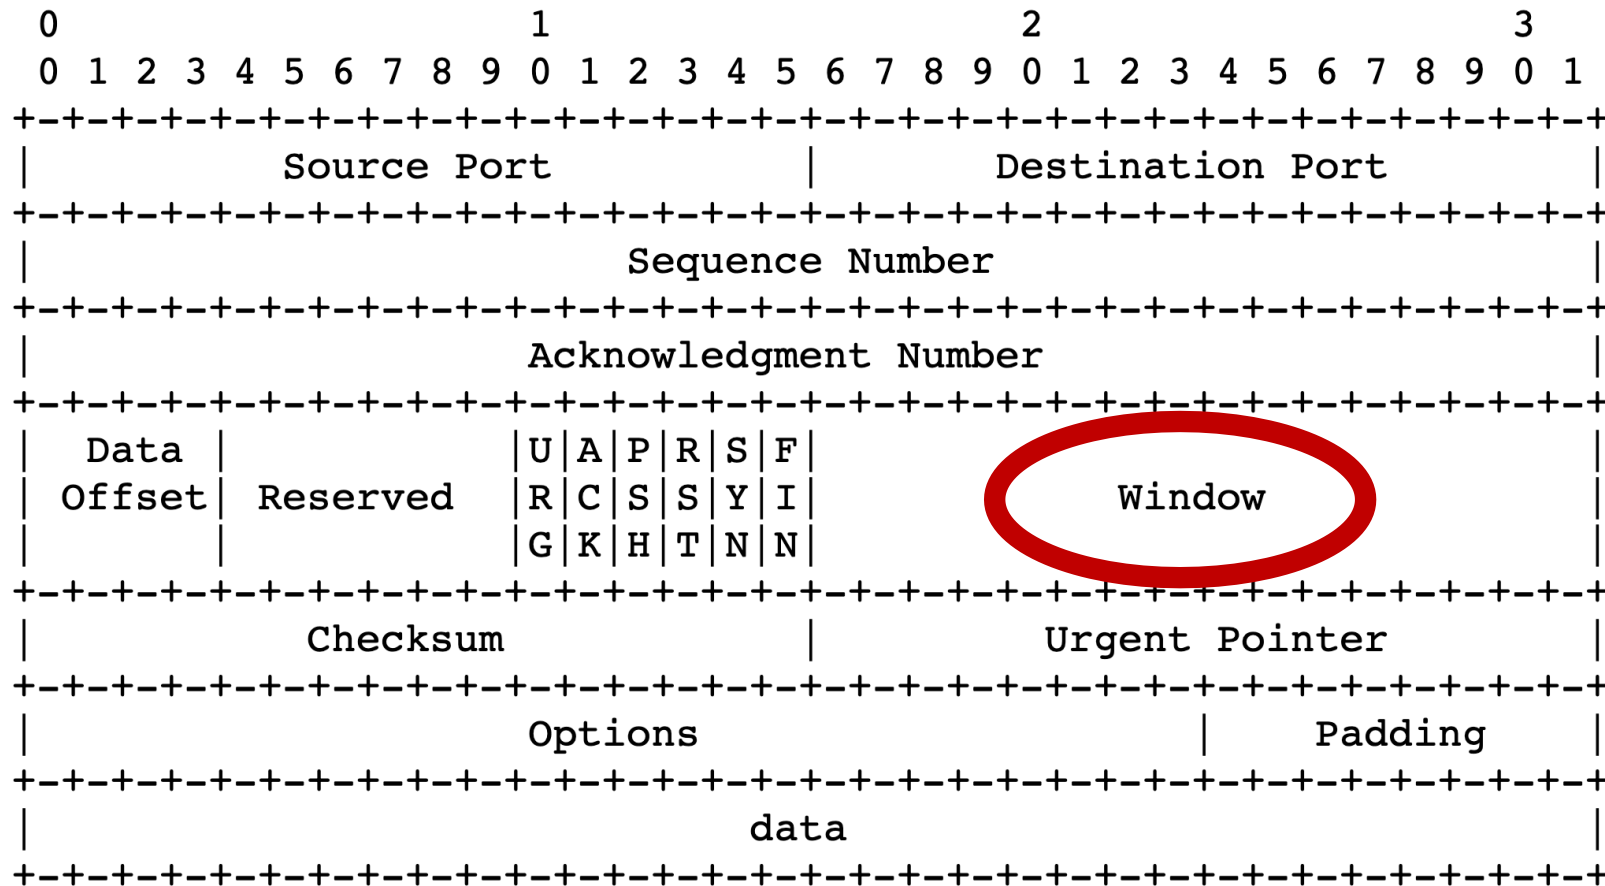 0                   1                   2                   3
 0 1 2 3 4 5 6 7 8 9 0 1 2 3 4 5 6 7 8 9 0 1 2 3 4 5 6 7 8 9 0 1
+-+-+-+-+-+-+-+-+-+-+-+-+-+-+-+-+-+-+-+-+-+-+-+-+-+-+-+-+-+-+-+-+
|          Source Port          |       Destination Port        |
+-+-+-+-+-+-+-+-+-+-+-+-+-+-+-+-+-+-+-+-+-+-+-+-+-+-+-+-+-+-+-+-+
|                        Sequence Number                        |
+-+-+-+-+-+-+-+-+-+-+-+-+-+-+-+-+-+-+-+-+-+-+-+-+-+-+-+-+-+-+-+-+
|                    Acknowledgment Number                      |
+-+-+-+-+-+-+-+-+-+-+-+-+-+-+-+-+-+-+-+-+-+-+-+-+-+-+-+-+-+-+-+-+
|  Data |           |U|A|P|R|S|F|                               |
| Offset| Reserved  |R|C|S|S|Y|I|            Window             |
|       |           |G|K|H|T|N|N|                               |
+-+-+-+-+-+-+-+-+-+-+-+-+-+-+-+-+-+-+-+-+-+-+-+-+-+-+-+-+-+-+-+-+
|           Checksum            |         Urgent Pointer        |
+-+-+-+-+-+-+-+-+-+-+-+-+-+-+-+-+-+-+-+-+-+-+-+-+-+-+-+-+-+-+-+-+
|                    Options                    |    Padding    |
+-+-+-+-+-+-+-+-+-+-+-+-+-+-+-+-+-+-+-+-+-+-+-+-+-+-+-+-+-+-+-+-+
|                             data                              |
+-+-+-+-+-+-+-+-+-+-+-+-+-+-+-+-+-+-+-+-+-+-+-+-+-+-+-+-+-+-+-+-+